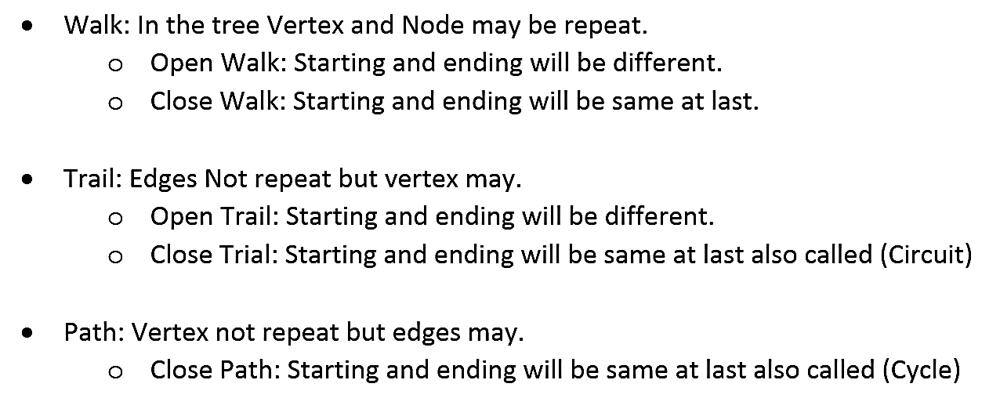 • Walk: In the tree Vertex and Node may be repeat.
o Open Walk: Starting and ending will be different.
o Close Walk: Starting and ending will be same at last.
• Trail: Edges Not repeat but vertex may.
o Open Trail: Starting and ending will be different.
o Close Trial: Starting and ending will be same at last also called (Circuit)
• Path: Vertex not repeat but edges may.
o Close Path: Starting and ending will be same at last also called (Cycle)